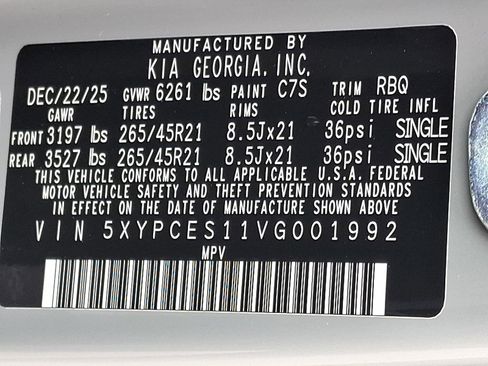 MANUFACTURED BY
KIA GEORGIA, INC.
DEC/22/25 GVWR 6261 lbs PAINT C7S TRIM RBQ
GAWR TIRES RIMS COLD TIRE INFL
FRONT 3197 lbs 265/45R21 8.5Jx21 36psi SINGLE
REAR 3527 lbs 265/45R21 8.5Jx21 36psi SINGLE
THIS VEHICLE CONFORMS TO ALL APPLICABLE U.S.A. FEDERAL
MOTOR VEHICLE SAFETY AND THEFT PREVENTION STANDARDS
IN EFFECT ON THE DATE OF MANUFACTURE SHOWN ABOVE
VIN 5XYPCES11VG001992
MPV